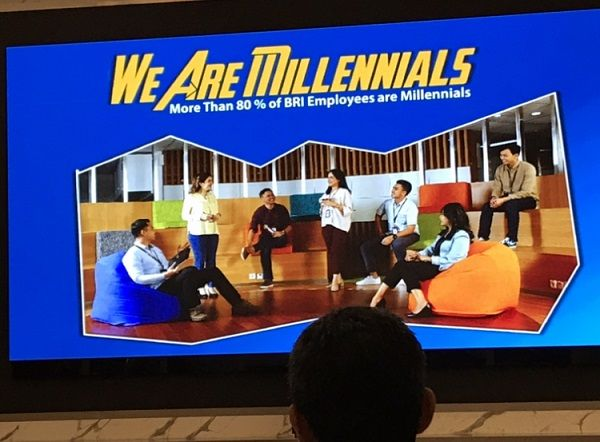 WE ARE MILLENNIALS
More Than 80 % of BRI Employees are Millennials